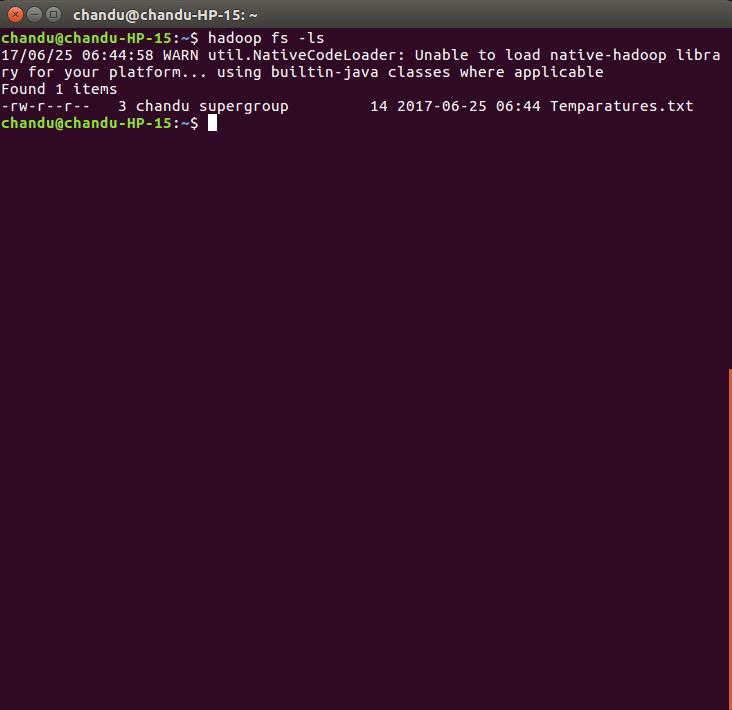 chandu@chandu-HP-15: ~
chandu@chandu-HP-15:~$ hadoop fs -ls
17/06/25 06:44:58 WARN util.NativeCodeLoader: Unable to load native-hadoop libra
ry for your platform... using builtin-java classes where applicable
Found 1 items
-rw-r--r--   3 chandu supergroup         14 2017-06-25 06:44 Temparatures.txt
chandu@chandu-HP-15:~$